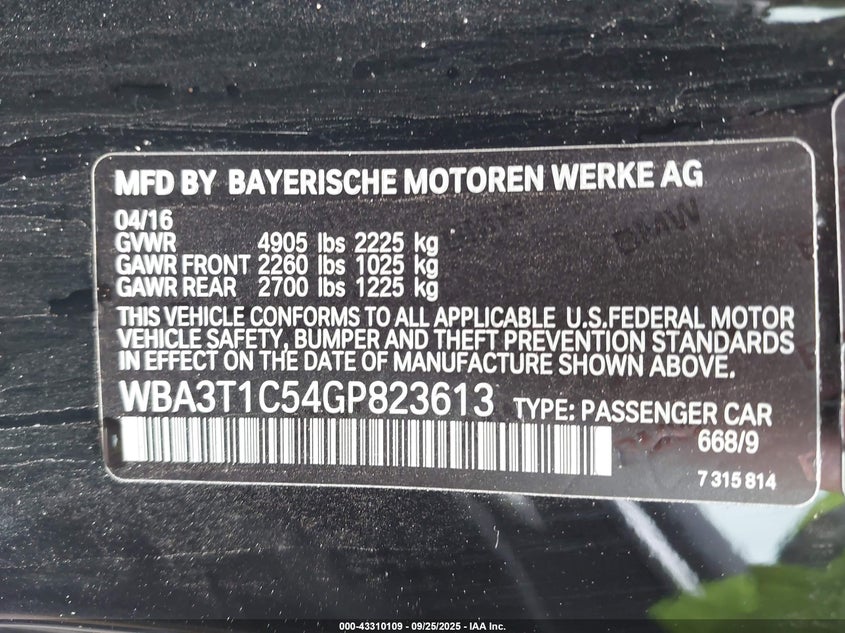 MFD BY BAYERISCHE MOTOREN WERKE AG
04/16
GVWR 4905 lbs 2225 kg
GAWR FRONT 2260 lbs 1025 kg
GAWR REAR 2700 lbs 1225 kg
THIS VEHICLE CONFORMS TO ALL APPLICABLE U.S.FEDERAL MOTOR
VEHICLE SAFETY, BUMPER AND THEFT PREVENTION STANDARDS
IN EFFECT ON THE DATE OF MANUFACTURE SHOWN ABOVE.
WBA3T1C54GP823613 TYPE: PASSENGER CAR
668/9
7 315 814
BMW
000-43310109 - 09/25/2025 - IAA Inc.